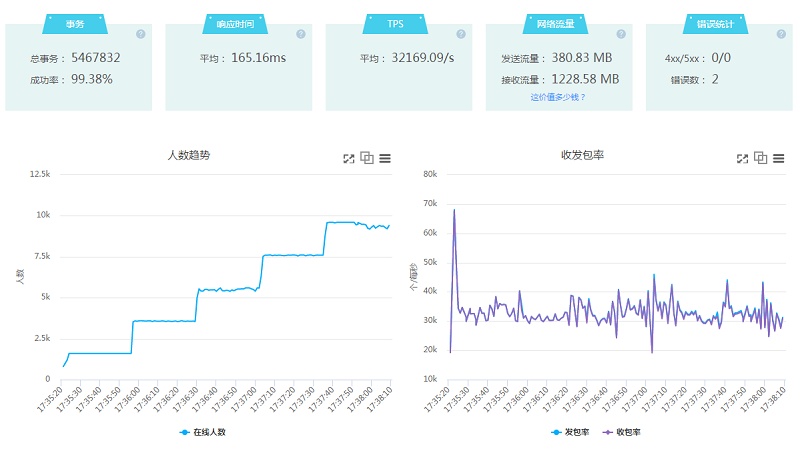 事务
响应时间
TPS
网络流量
错误统计
?
?
?
?
?
总事务： 5467832
成功率： 99.38%
平均： 165.16ms
平均： 32169.09/s
发送流量： 380.83 MB
接收流量： 1228.58 MB
这价值多少钱？
4xx/5xx： 0/0
错误数： 2
人数趋势
12.5k
10k
7.5k
5k
2.5k
0
人数
17:35:20
17:35:30
17:35:40
17:35:50
17:36:00
17:36:10
17:36:20
17:36:30
17:36:40
17:36:50
17:37:00
17:37:10
17:37:20
17:37:30
17:37:40
17:37:50
17:38:00
17:38:10
在线人数
收发包率
80k
70k
60k
50k
40k
30k
20k
10k
个/每秒
17:35:20
17:35:30
17:35:40
17:35:50
17:36:00
17:36:10
17:36:20
17:36:30
17:36:40
17:36:50
17:37:00
17:37:10
17:37:20
17:37:30
17:37:40
17:37:50
17:38:00
17:38:10
发包率 收包率